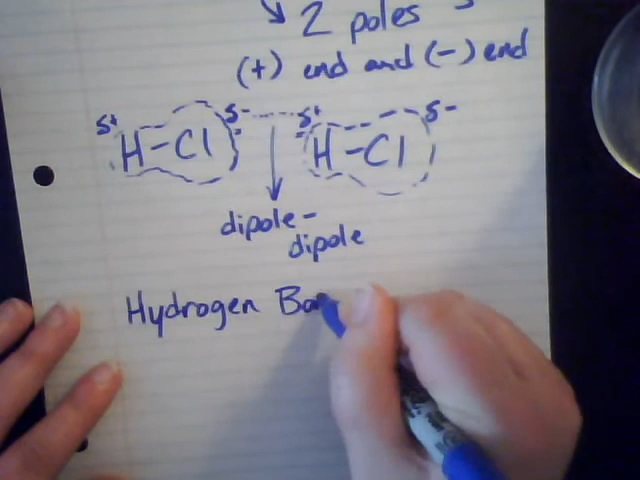 2 poles
(+) end and (-) end
δ+ δ- δ+ δ-
H-Cl H-Cl
dipole-
dipole
Hydrogen Bo